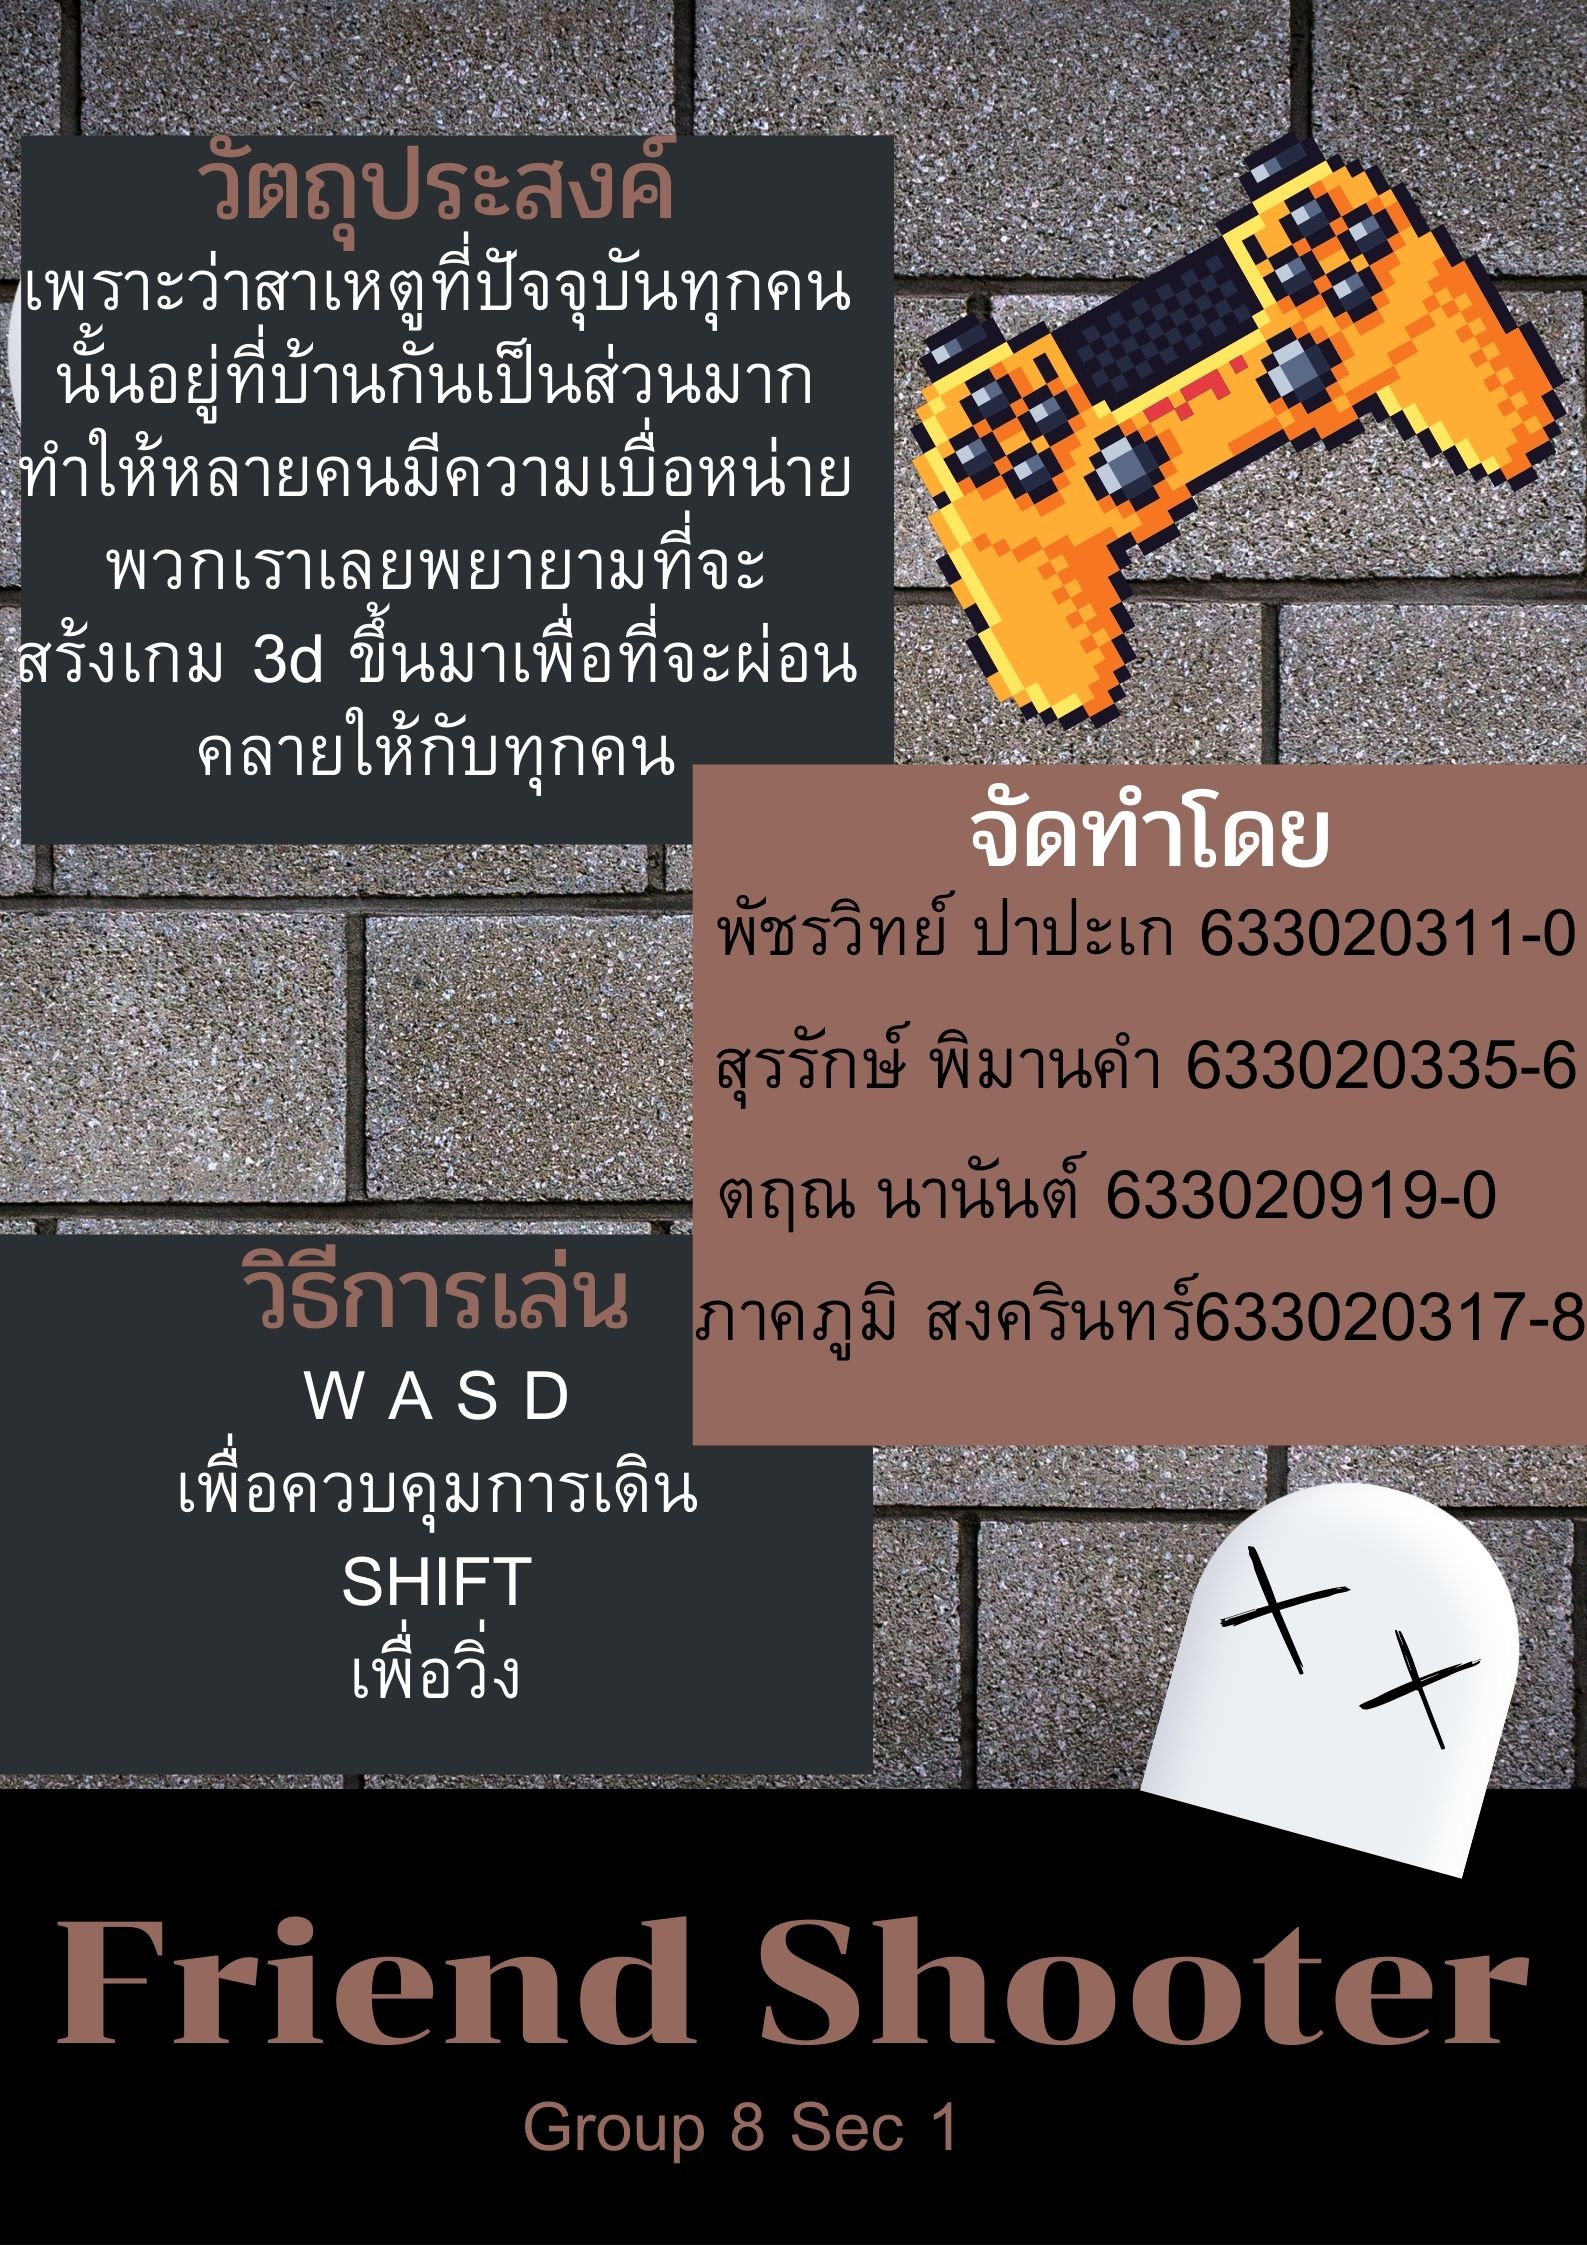 วัตถุประสงค์
เพราะว่าสาเหตุที่ปัจจุบันทุกคน
นั้นอยู่ที่บ้านกันเป็นส่วนมาก
ทำให้หลายคนมีความเบื่อหน่าย
พวกเราเลยพยายามที่จะ
สร้งเกม 3d ขึ้นมาเพื่อที่จะผ่อน
คลายให้กับทุกคน
จัดทำโดย
พัชรวิทย์ ปาปะเก 633020311-0
สุรรักษ์ พิมานคำ 633020335-6
ตฤณ นานันต์ 633020919-0
ภาคภูมิ สงครินทร์633020317-8
วิธีการเล่น
W A S D
เพื่อควบคุมการเดิน
SHIFT
เพื่อวิ่ง
Friend Shooter
Group 8 Sec 1